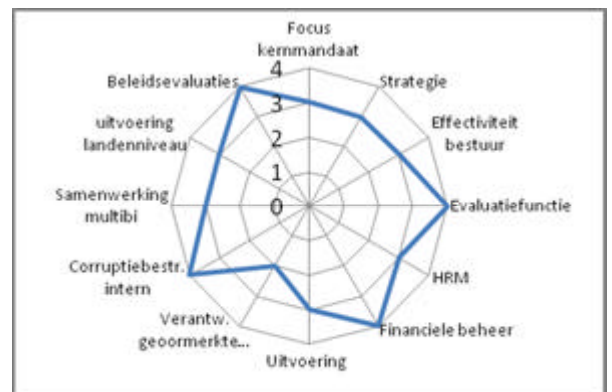 Focus
kernmandaat
Strategie
Effectiviteit
bestuur
Evaluatiefunctie
HRM
Financiele beheer
Uitvoering
Verantw.
geoormerkte...
Corruptiebestr.
intern
Samenwerking
multibi
uitvoering
landenniveau
Beleidsevaluaties
4
3
2
1
0